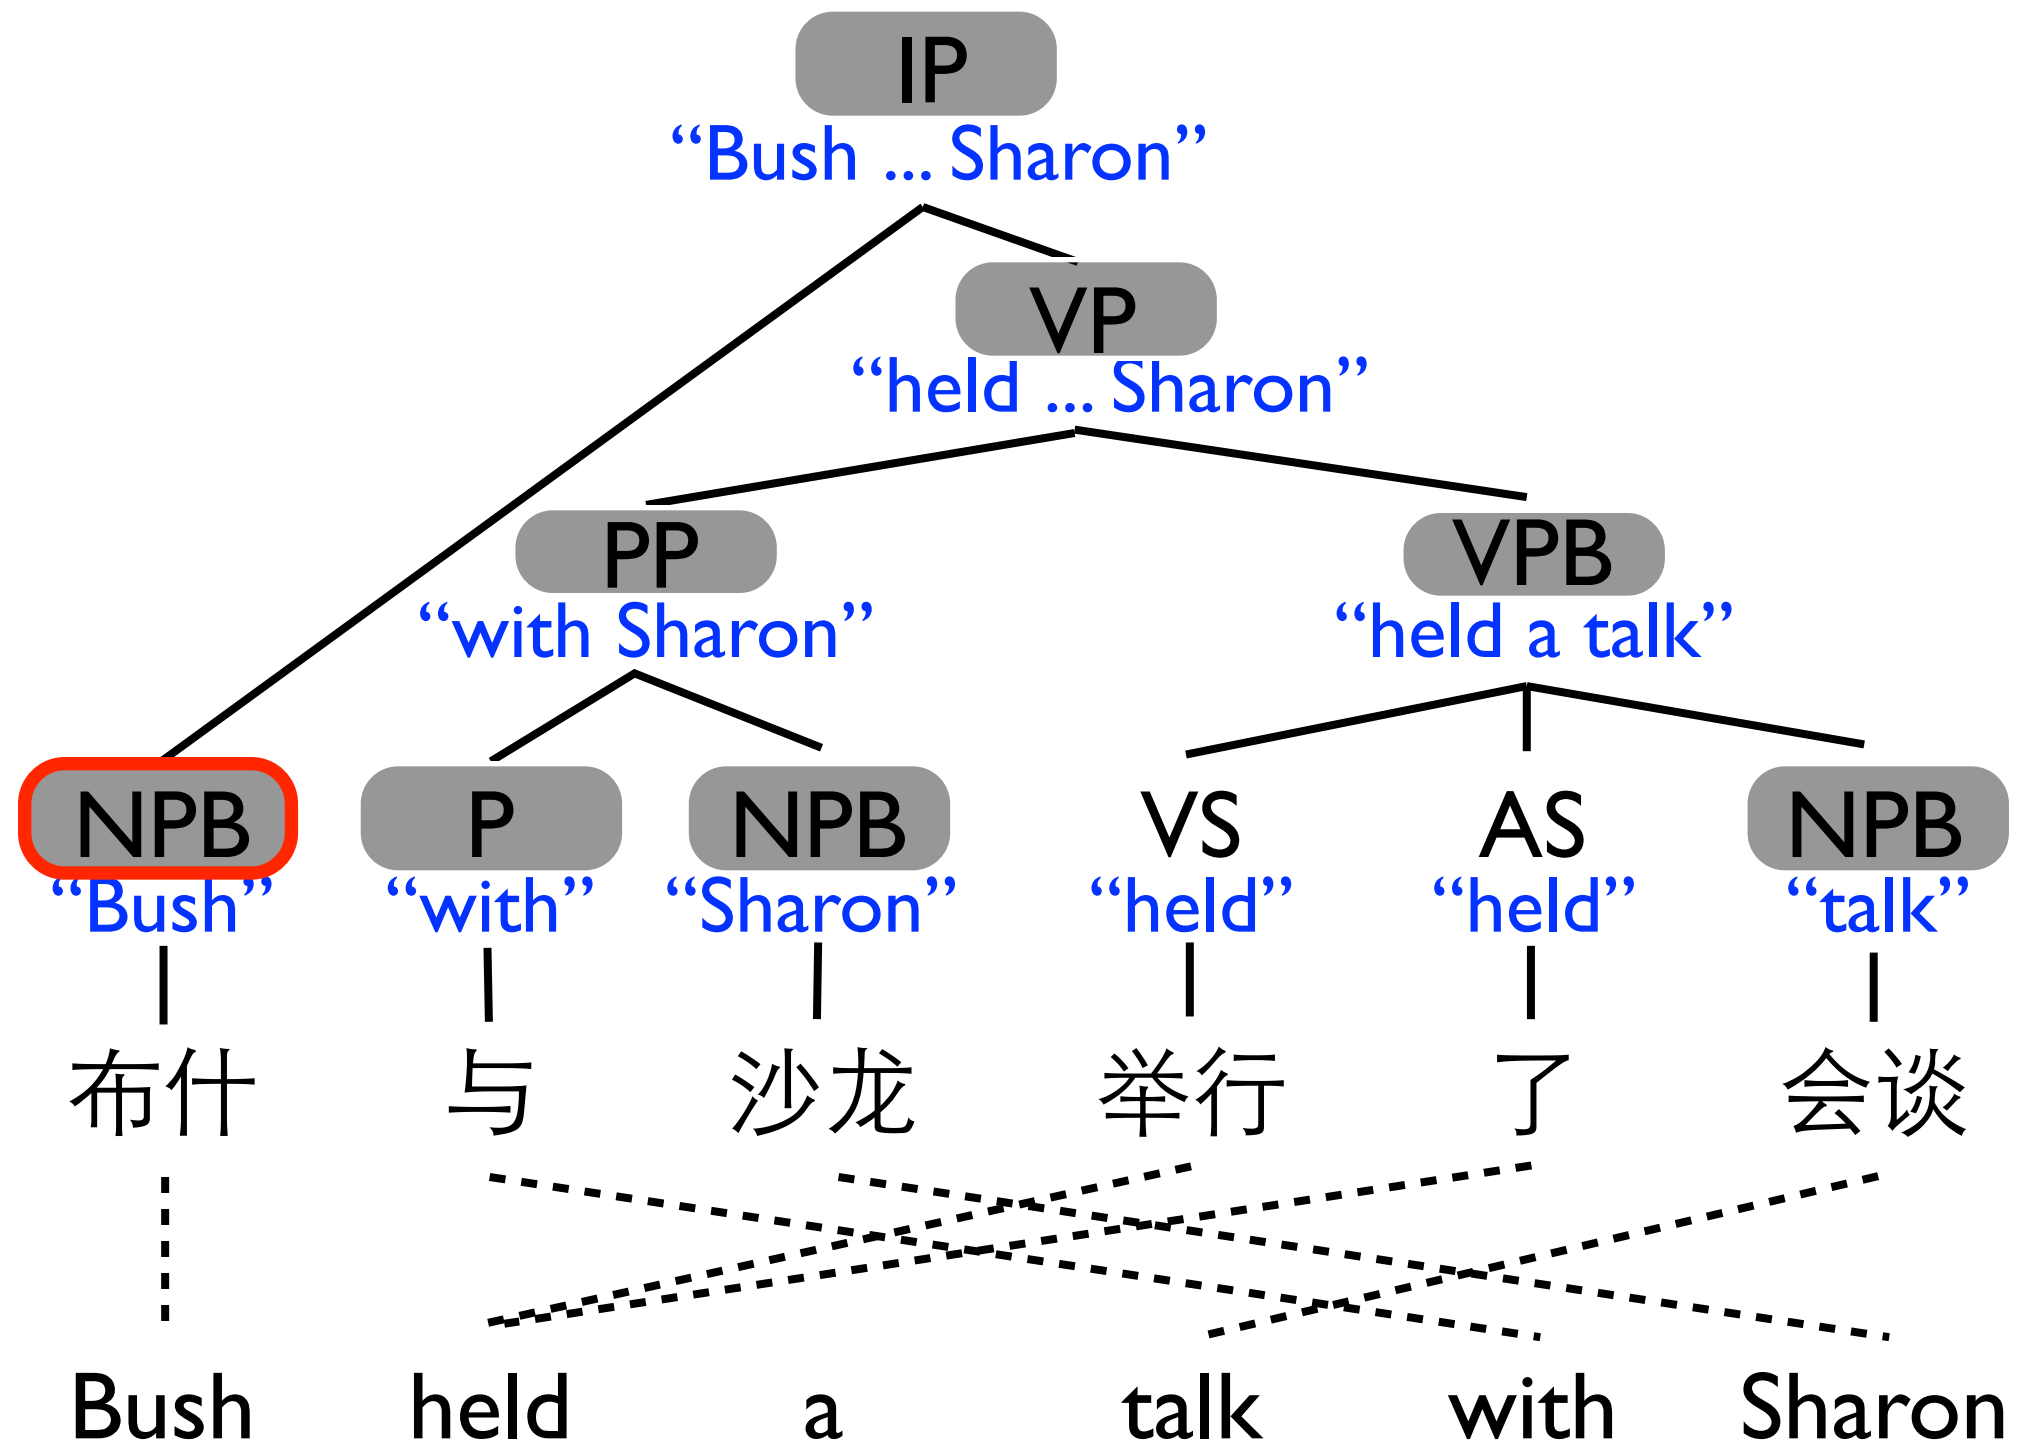 IP
“Bush ... Sharon”
VP
“held ... Sharon”
PP VPB
“with Sharon” “held a talk”
NPB P NPB VS AS NPB
“Bush” “with” “Sharon” “held” “held” “talk”
布什 与 沙龙 举行 了 会谈
Bush held a talk with Sharon